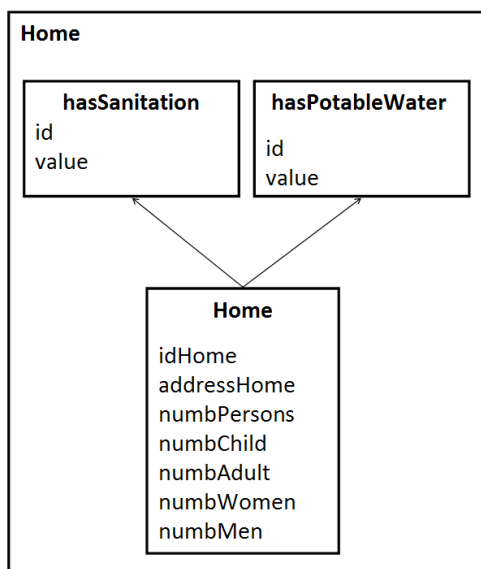 Home
hasSanitation
id
value
hasPotableWater
id
value
Home
idHome
addressHome
numbPersons
numbChild
numbAdult
numbWomen
numbMen